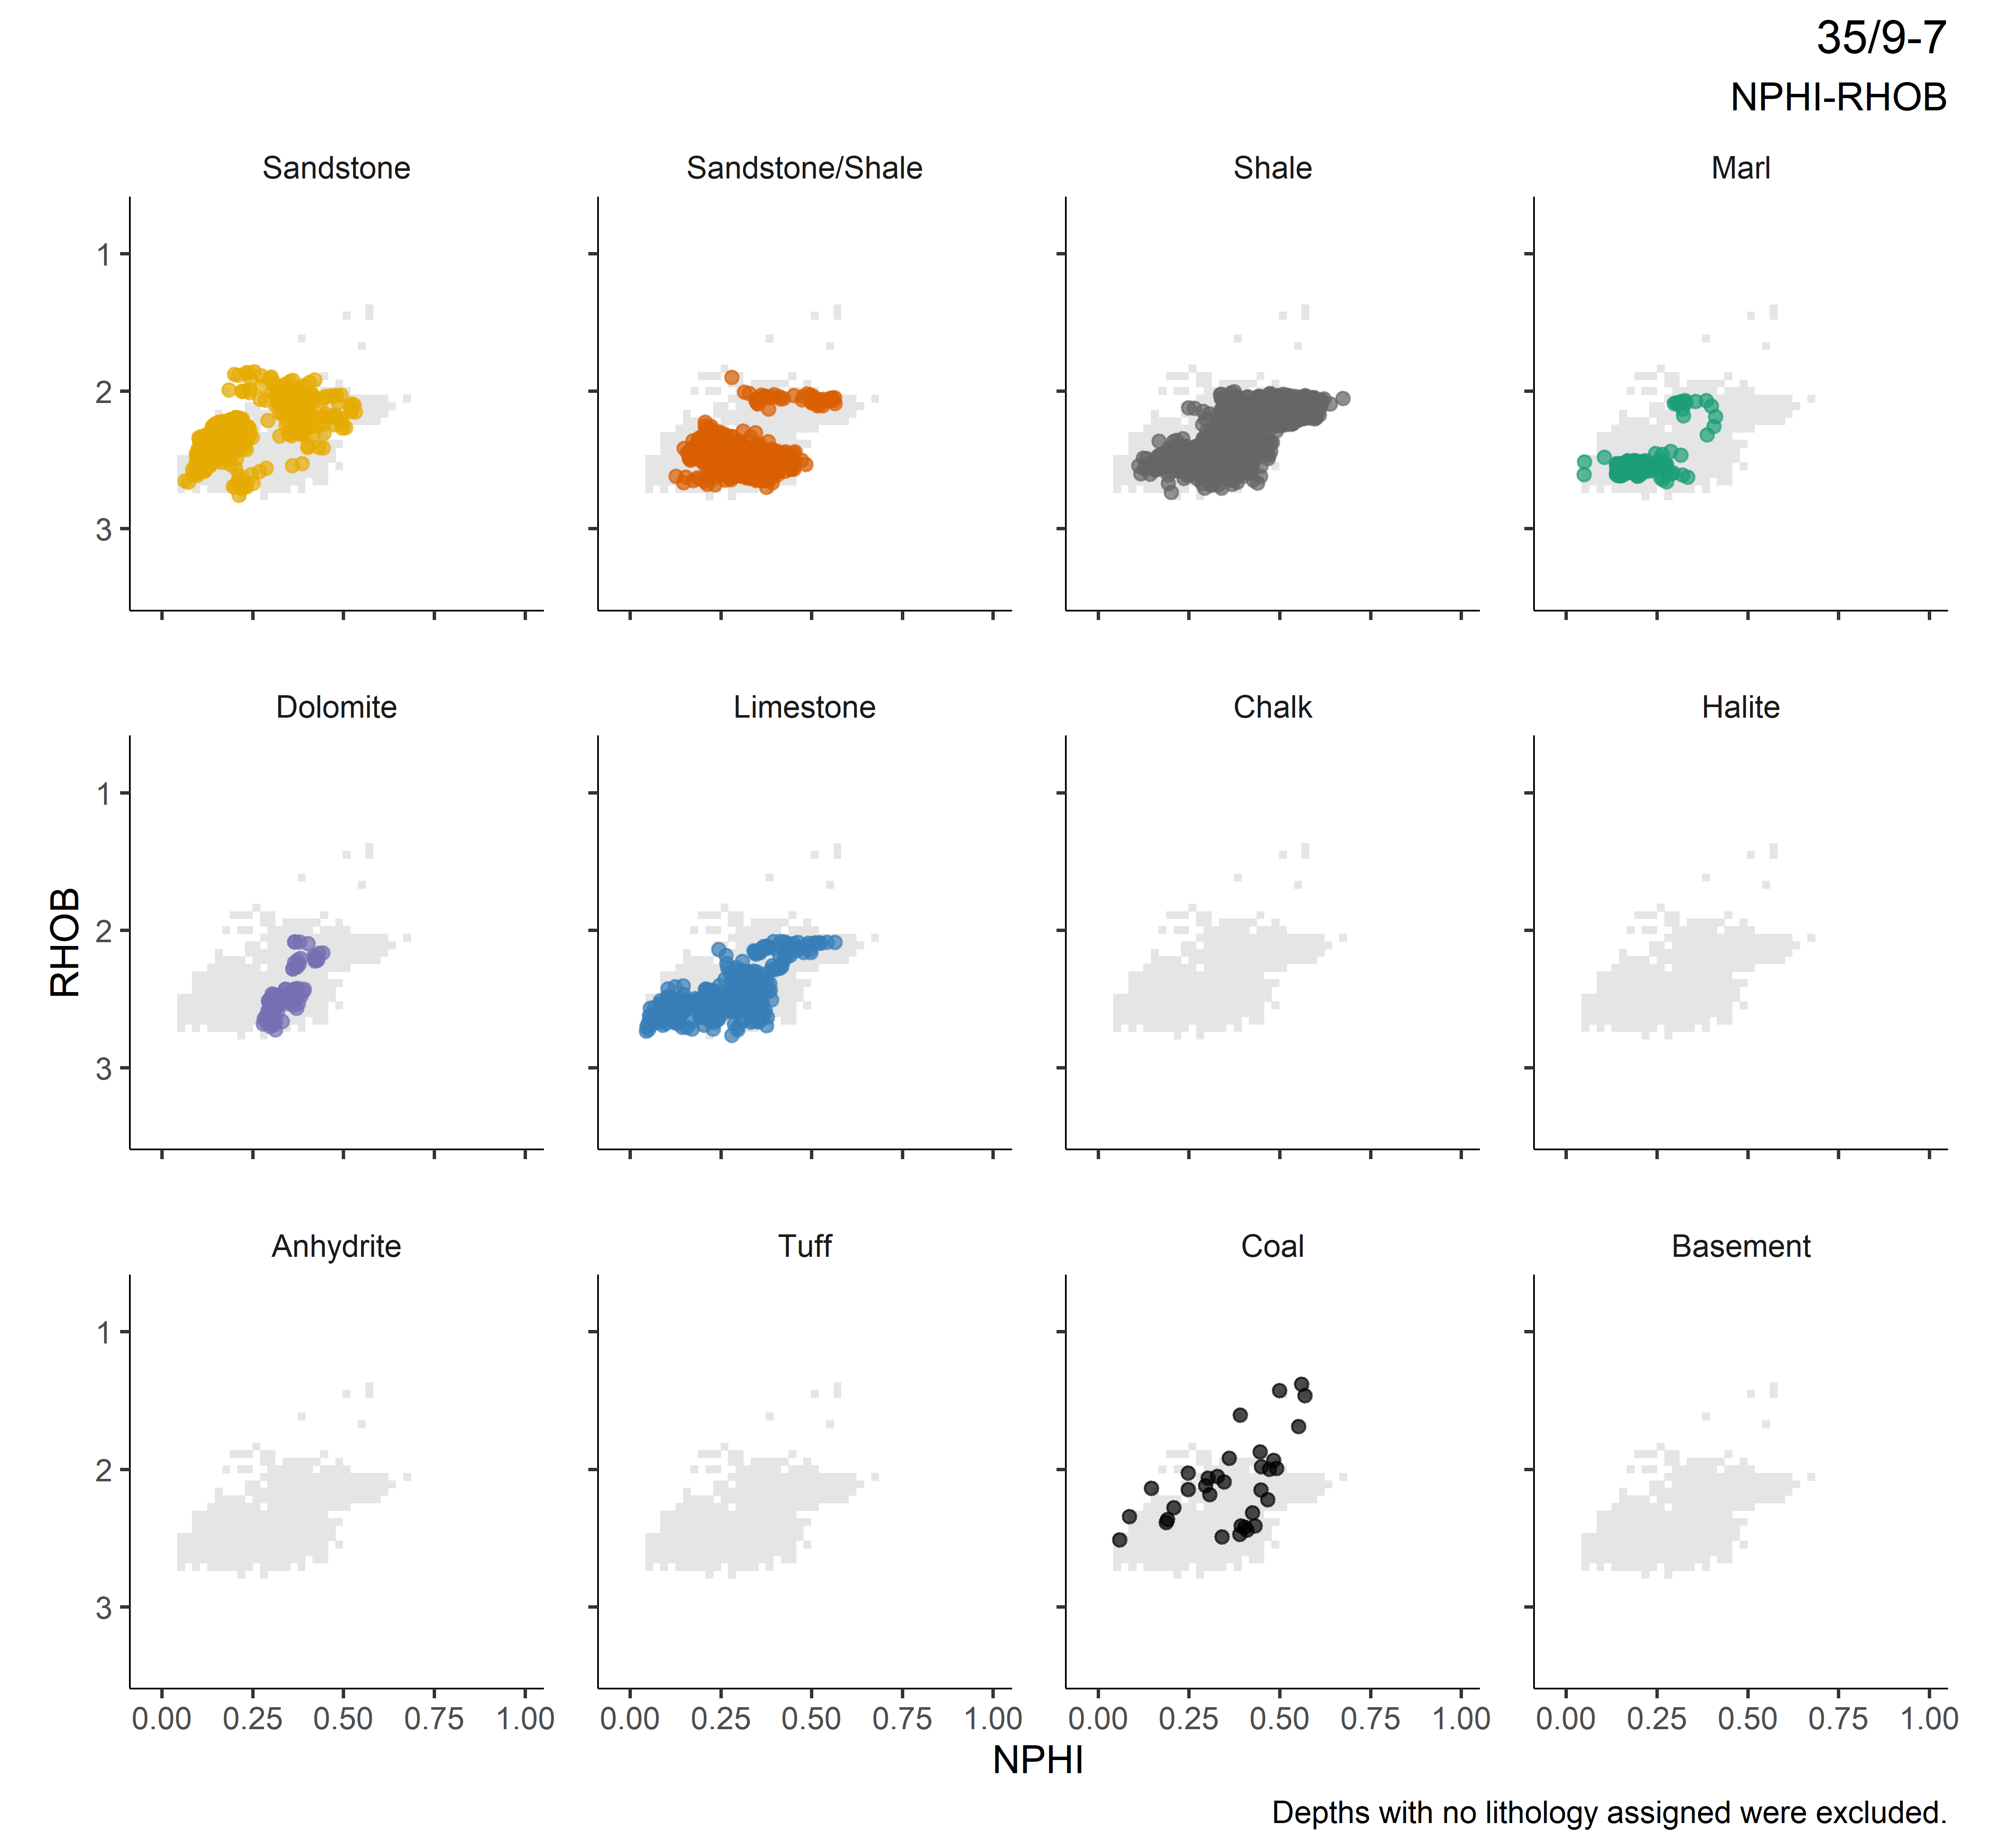 35/9-7
NPHI-RHOB
Sandstone
Sandstone/Shale
Shale
Marl
1
2
3
Dolomite
Limestone
Chalk
Halite
1
2
3
RHOB
Anhydrite
Tuff
Coal
Basement
1
2
3
0.00 0.25 0.50 0.75 1.00
0.00 0.25 0.50 0.75 1.00
0.00 0.25 0.50 0.75 1.00
0.00 0.25 0.50 0.75 1.00
NPHI
Depths with no lithology assigned were excluded.